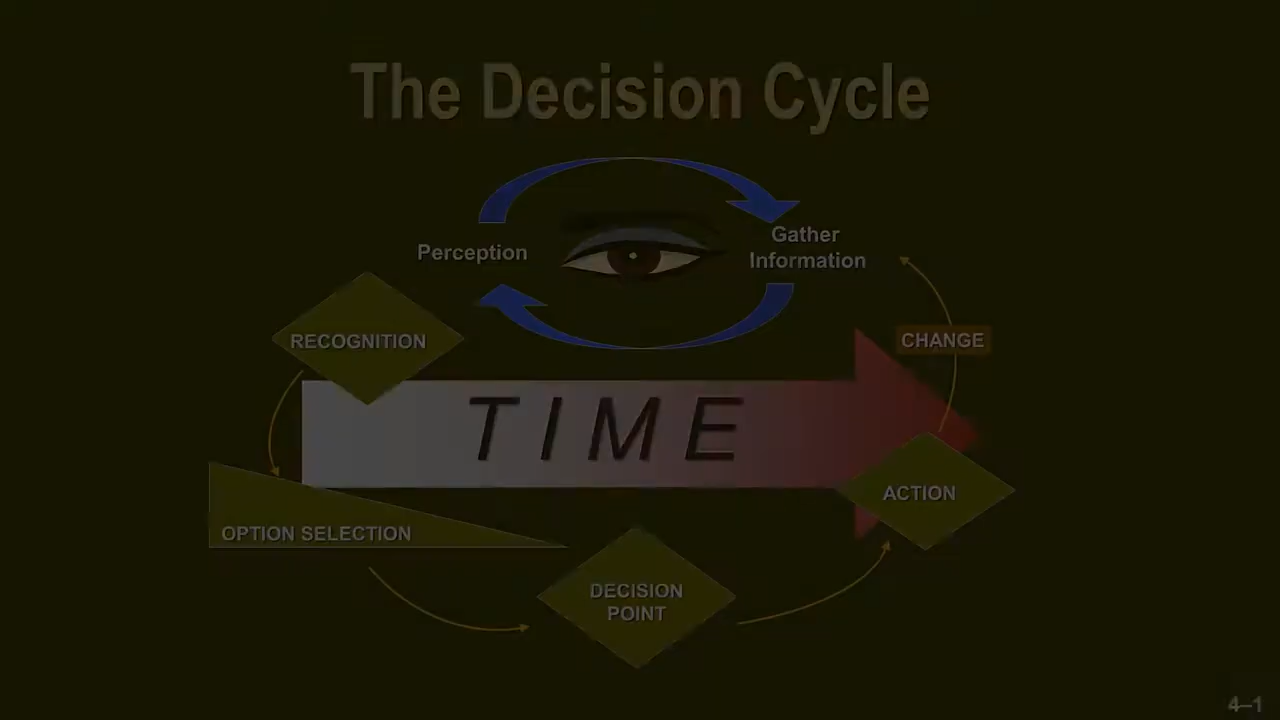 The Decision Cycle
Perception
Gather
Information
RECOGNITION
CHANGE
TIME
ACTION
OPTION SELECTION
DECISION
POINT
4–1